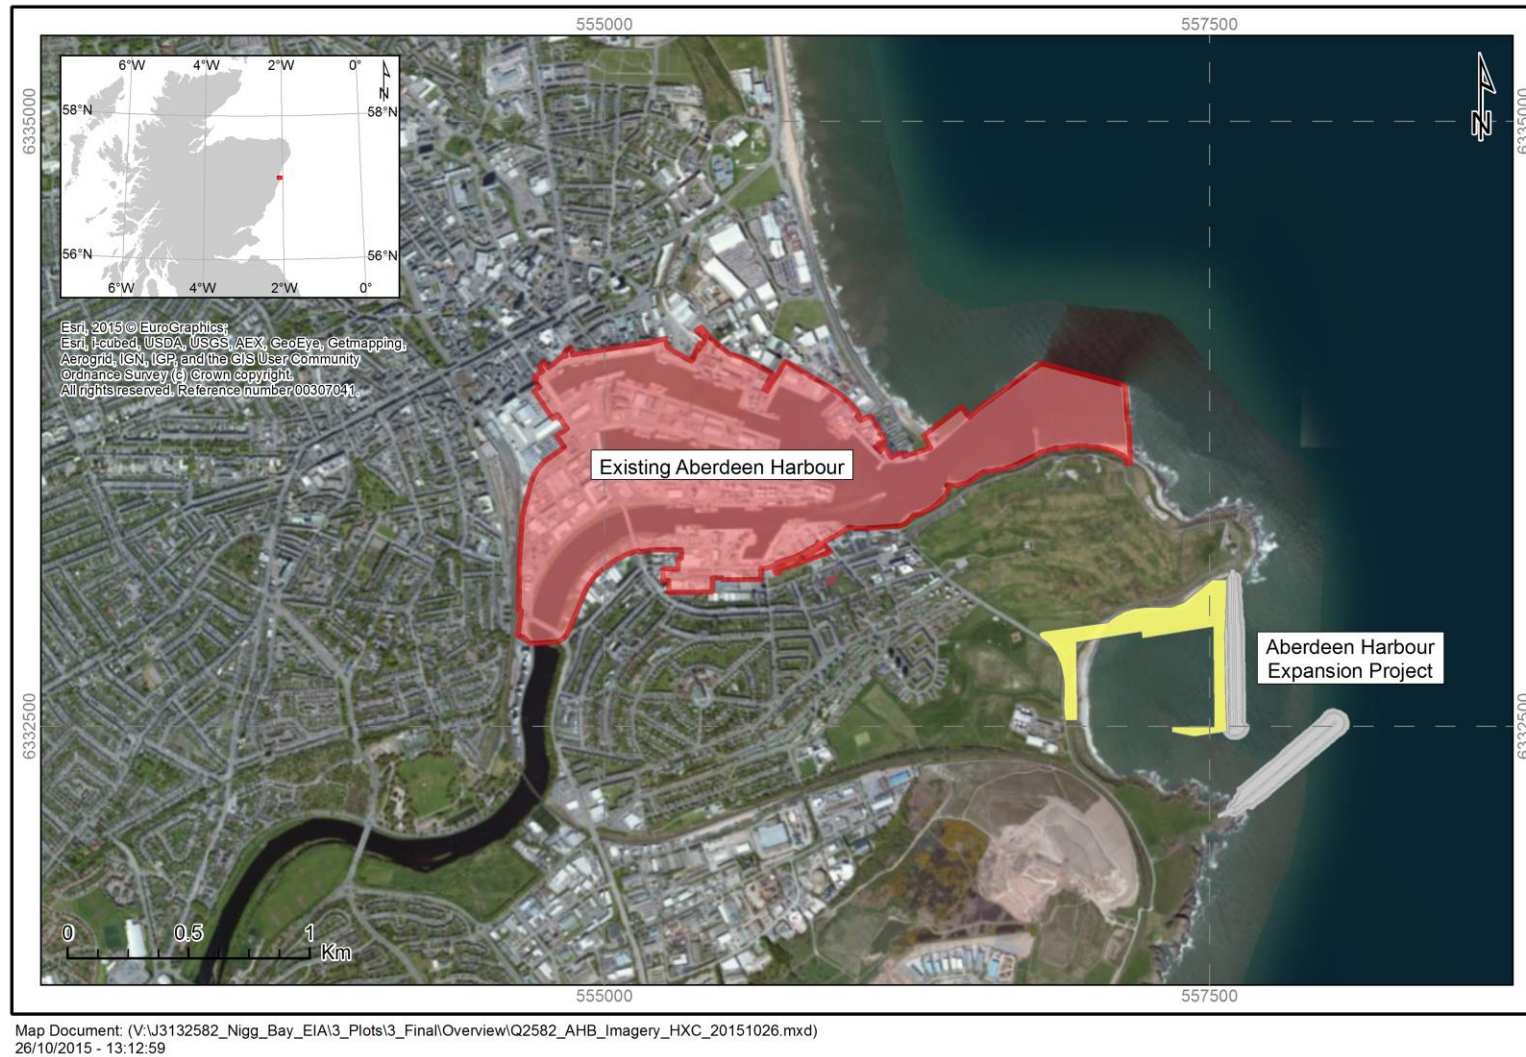 555000
557500
6335000
6335000
6°W 4°W 2°W 0°
N
N
58°N 58°N
56°N 56°N
6°W 4°W 2°W 0°
Esri, 2015 © EuroGraphics;
Esri, i-cubed, USDA, USGS, AEX, GeoEye, Getmapping,
Aerogrid, IGN, IGP, and the GIS User Community
Ordnance Survey (c) Crown copyright.
All rights reserved. Reference number 00307041.
Existing Aberdeen Harbour
Aberdeen Harbour
Expansion Project
6332500
6332500
0 0.5 1
Km
555000
557500
Map Document: (V:\J3132582_Nigg_Bay_EIA\3_Plots\3_Final\Overview\Q2582_AHB_Imagery_HXC_20151026.mxd)
26/10/2015 - 13:12:59